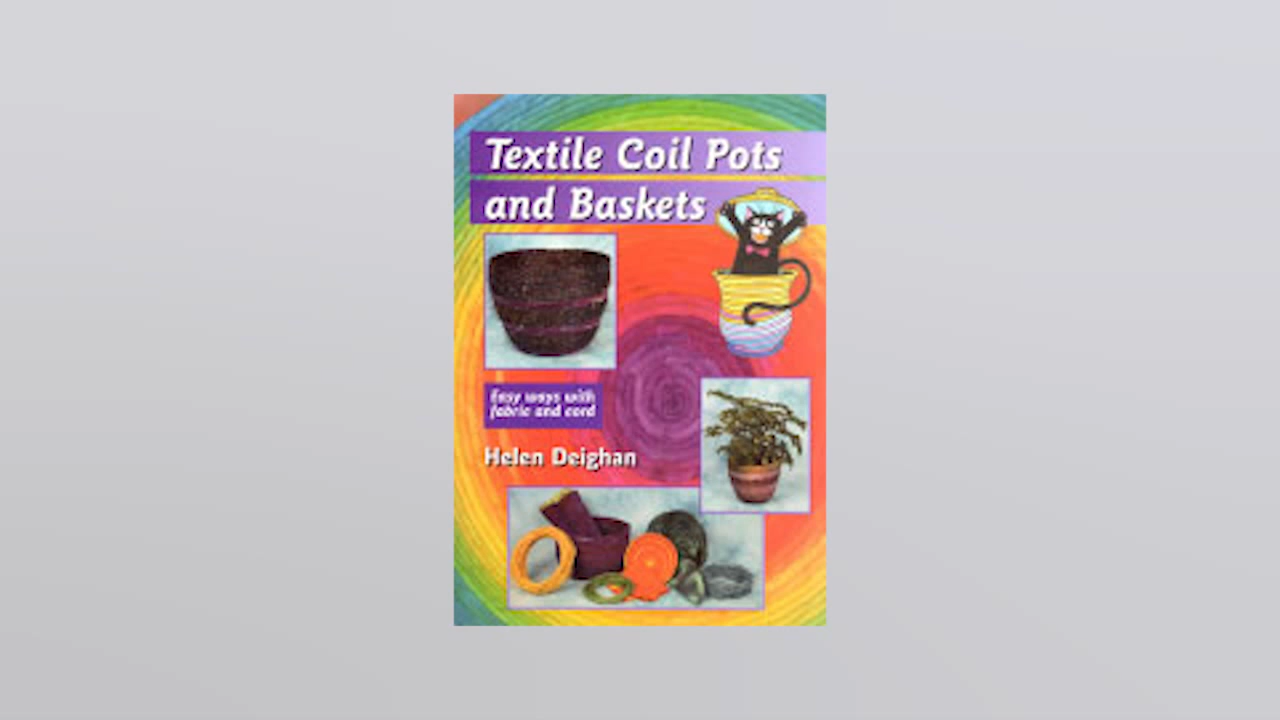 Textile Coil Pots
and Baskets
Easy ways with
fabric and cord
Helen Deighan